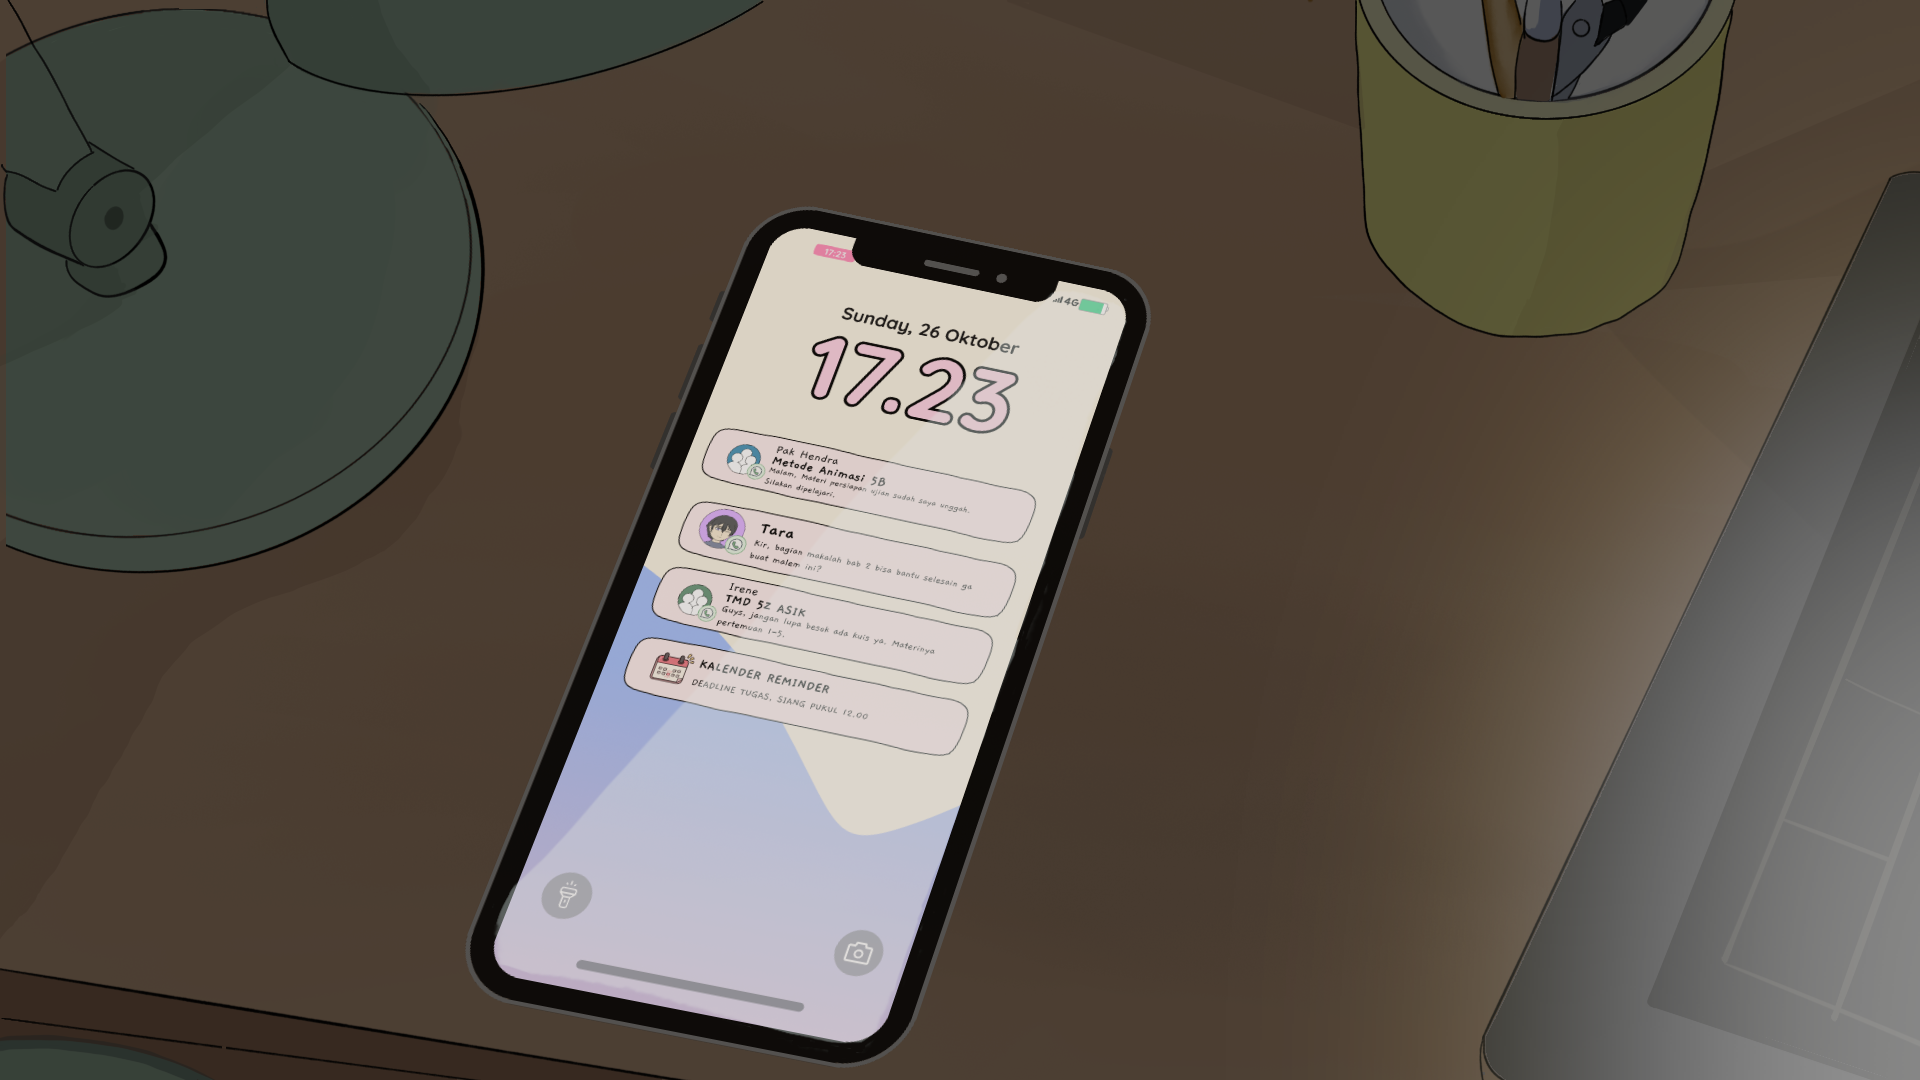 17:23
4G
Sunday, 26 Oktober
17.23
Pak Hendra
Metode Animasi 5B
Malam. Materi persiapan ujian sudah saya unggah.
Silakan dipelajari.
Tara
Kir, bagian makalah bab 2 bisa bantu selesain ga
buat malem ini?
Irene
TMD 5Z ASIK
Guys, jangan lupa besok ada kuis ya. Materinya
pertemuan 1-5.
KALENDER REMINDER
DEADLINE TUGAS, SIANG PUKUL 12.00